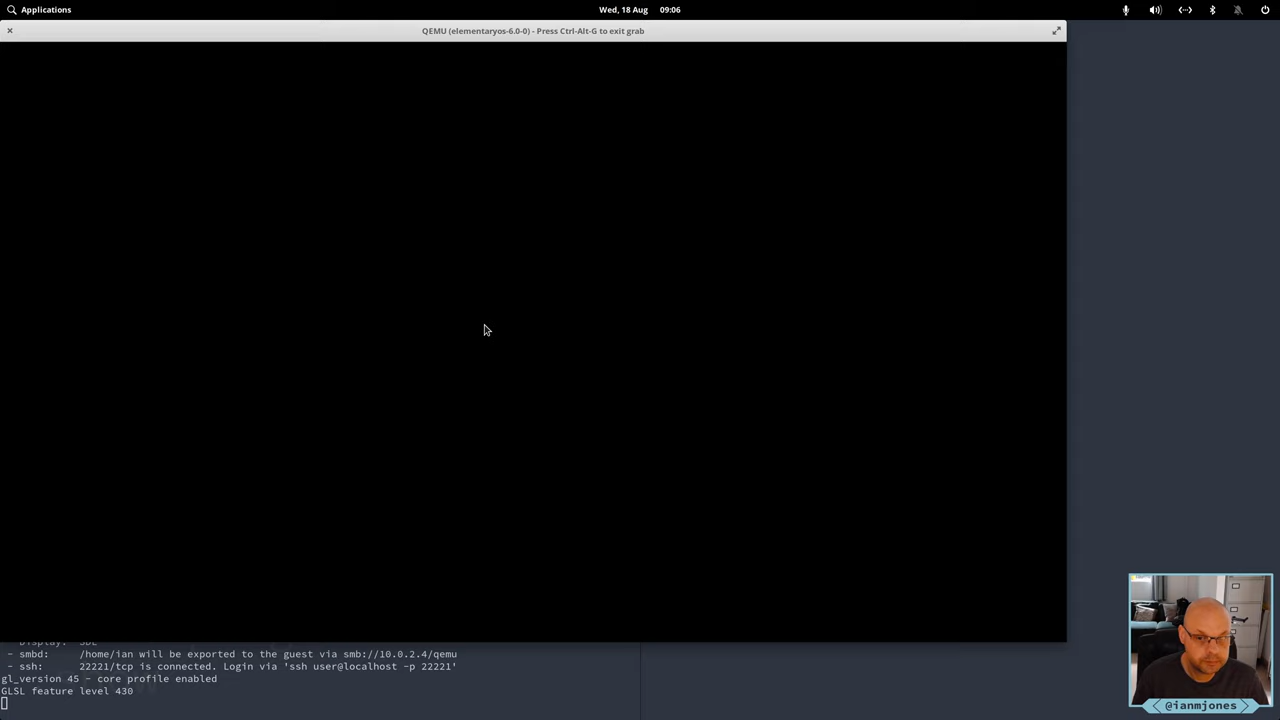 Applications
Wed, 18 Aug 09:06
QEMU (elementaryos-6.0-0) - Press Ctrl-Alt-G to exit grab
- smbd: /home/ian will be exported to the guest via smb://10.0.2.4/qemu
- ssh: 22221/tcp is connected. Login via 'ssh user@localhost -p 22221'
gl_version 45 - core profile enabled
GLSL feature level 430
@ianmjones